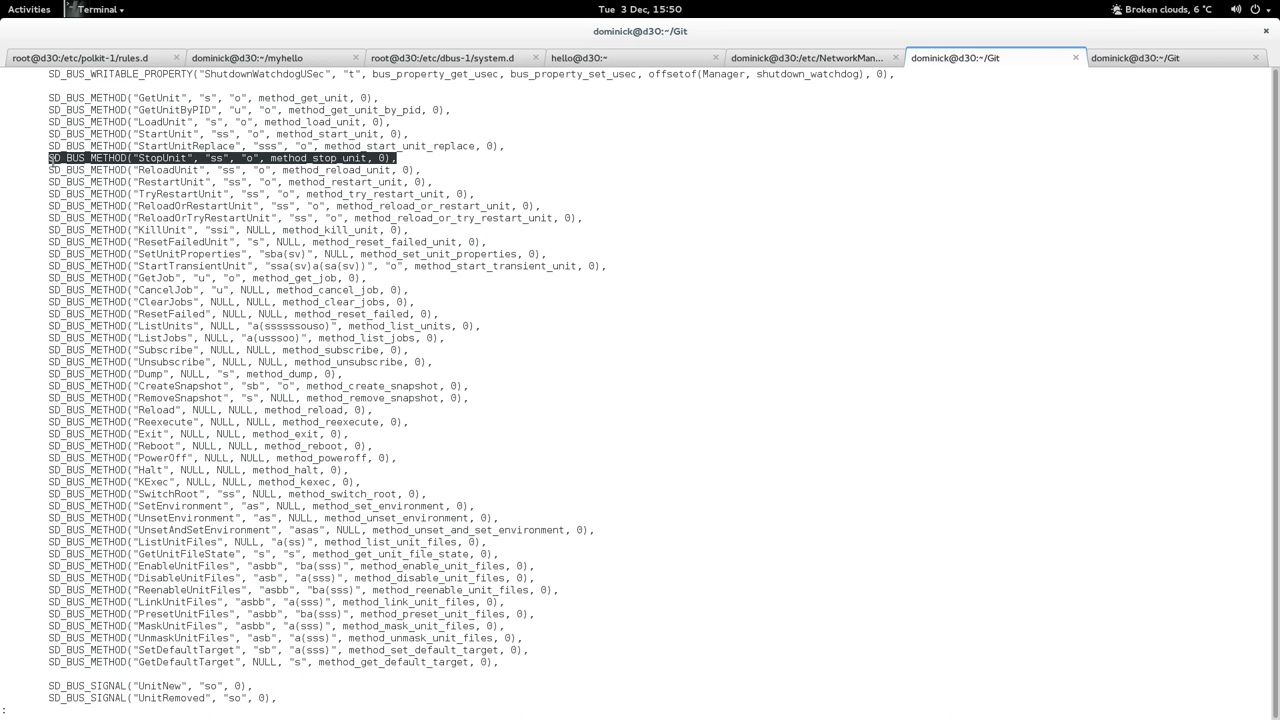 Activities Terminal Tue 3 Dec, 15:50 Broken clouds, 6 °C
dominick@d30:~/Git
root@d30:/etc/polkit-1/rules.d dominick@d30:~/myhello root@d30:/etc/dbus-1/system.d hello@d30:~ dominick@d30:/etc/NetworkMan... dominick@d30:~/Git dominick@d30:~/Git
SD_BUS_WRITABLE_PROPERTY("ShutdownWatchdogUSec", "t", bus_property_get_usec, bus_property_set_usec, offsetof(Manager, shutdown_watchdog), 0),
SD_BUS_METHOD("GetUnit", "s", "o", method_get_unit, 0),
SD_BUS_METHOD("GetUnitByPID", "u", "o", method_get_unit_by_pid, 0),
SD_BUS_METHOD("LoadUnit", "s", "o", method_load_unit, 0),
SD_BUS_METHOD("StartUnit", "ss", "o", method_start_unit, 0),
SD_BUS_METHOD("StartUnitReplace", "sss", "o", method_start_unit_replace, 0),
SD_BUS_METHOD("StopUnit", "ss", "o", method_stop_unit, 0),
SD_BUS_METHOD("ReloadUnit", "ss", "o", method_reload_unit, 0),
SD_BUS_METHOD("RestartUnit", "ss", "o", method_restart_unit, 0),
SD_BUS_METHOD("TryRestartUnit", "ss", "o", method_try_restart_unit, 0),
SD_BUS_METHOD("ReloadOrRestartUnit", "ss", "o", method_reload_or_restart_unit, 0),
SD_BUS_METHOD("ReloadOrTryRestartUnit", "ss", "o", method_reload_or_try_restart_unit, 0),
SD_BUS_METHOD("KillUnit", "ssi", NULL, method_kill_unit, 0),
SD_BUS_METHOD("ResetFailedUnit", "s", NULL, method_reset_failed_unit, 0),
SD_BUS_METHOD("SetUnitProperties", "sba(sv)", NULL, method_set_unit_properties, 0),
SD_BUS_METHOD("StartTransientUnit", "ssa(sv)a(sa(sv))", "o", method_start_transient_unit, 0),
SD_BUS_METHOD("GetJob", "u", "o", method_get_job, 0),
SD_BUS_METHOD("CancelJob", "u", NULL, method_cancel_job, 0),
SD_BUS_METHOD("ClearJobs", NULL, NULL, method_clear_jobs, 0),
SD_BUS_METHOD("ResetFailed", NULL, NULL, method_reset_failed, 0),
SD_BUS_METHOD("ListUnits", NULL, "a(ssssssouso)", method_list_units, 0),
SD_BUS_METHOD("ListJobs", NULL, "a(usssoo)", method_list_jobs, 0),
SD_BUS_METHOD("Subscribe", NULL, NULL, method_subscribe, 0),
SD_BUS_METHOD("Unsubscribe", NULL, NULL, method_unsubscribe, 0),
SD_BUS_METHOD("Dump", NULL, "s", method_dump, 0),
SD_BUS_METHOD("CreateSnapshot", "sb", "o", method_create_snapshot, 0),
SD_BUS_METHOD("RemoveSnapshot", "s", NULL, method_remove_snapshot, 0),
SD_BUS_METHOD("Reload", NULL, NULL, method_reload, 0),
SD_BUS_METHOD("Reexecute", NULL, NULL, method_reexecute, 0),
SD_BUS_METHOD("Exit", NULL, NULL, method_exit, 0),
SD_BUS_METHOD("Reboot", NULL, NULL, method_reboot, 0),
SD_BUS_METHOD("PowerOff", NULL, NULL, method_poweroff, 0),
SD_BUS_METHOD("Halt", NULL, NULL, method_halt, 0),
SD_BUS_METHOD("KExec", NULL, NULL, method_kexec, 0),
SD_BUS_METHOD("SwitchRoot", "ss", NULL, method_switch_root, 0),
SD_BUS_METHOD("SetEnvironment", "as", NULL, method_set_environment, 0),
SD_BUS_METHOD("UnsetEnvironment", "as", NULL, method_unset_environment, 0),
SD_BUS_METHOD("UnsetAndSetEnvironment", "asas", NULL, method_unset_and_set_environment, 0),
SD_BUS_METHOD("ListUnitFiles", NULL, "a(ss)", method_list_unit_files, 0),
SD_BUS_METHOD("GetUnitFileState", "s", "s", method_get_unit_file_state, 0),
SD_BUS_METHOD("EnableUnitFiles", "asbb", "ba(sss)", method_enable_unit_files, 0),
SD_BUS_METHOD("DisableUnitFiles", "asb", "a(sss)", method_disable_unit_files, 0),
SD_BUS_METHOD("ReenableUnitFiles", "asbb", "ba(sss)", method_reenable_unit_files, 0),
SD_BUS_METHOD("LinkUnitFiles", "asbb", "a(sss)", method_link_unit_files, 0),
SD_BUS_METHOD("PresetUnitFiles", "asbb", "ba(sss)", method_preset_unit_files, 0),
SD_BUS_METHOD("MaskUnitFiles", "asbb", "a(sss)", method_mask_unit_files, 0),
SD_BUS_METHOD("UnmaskUnitFiles", "asb", "a(sss)", method_unmask_unit_files, 0),
SD_BUS_METHOD("SetDefaultTarget", "sb", "a(sss)", method_set_default_target, 0),
SD_BUS_METHOD("GetDefaultTarget", NULL, "s", method_get_default_target, 0),
SD_BUS_SIGNAL("UnitNew", "so", 0),
SD_BUS_SIGNAL("UnitRemoved", "so", 0),
: